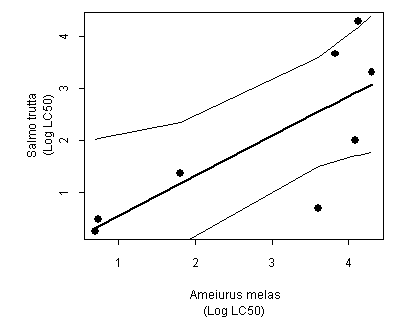 4
3
2
1
Salmo trutta
(Log LC50)
1 2 3 4
Ameiurus melas
(Log LC50)